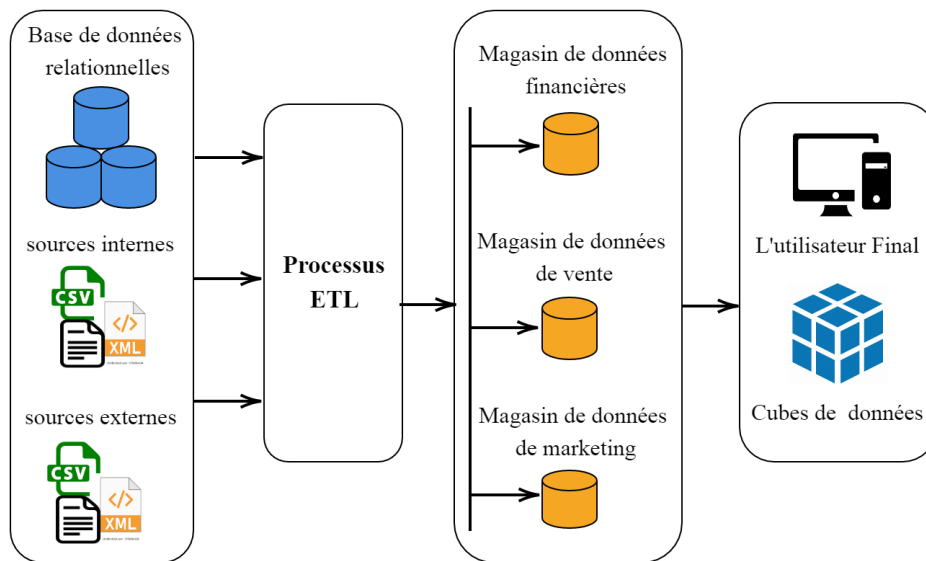 Base de données
relationnelles
sources internes
CSV
</>
XML
sources externes
CSV
</>
XML
Processus
ETL
Magasin de données
financières
Magasin de données
de vente
Magasin de données
de marketing
L'utilisateur Final
Cubes de données